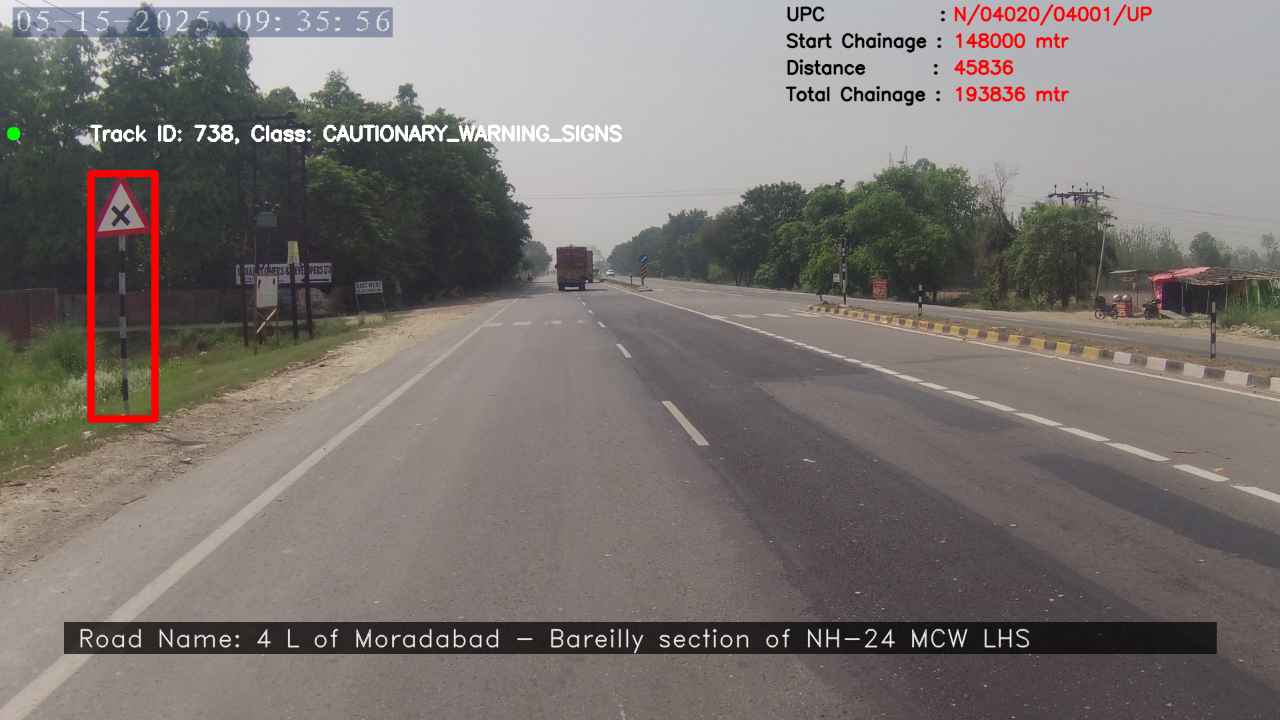 05-15-2025 09:35:56
UPC : N/04020/04001/UP
Start Chainage : 148000 mtr
Distance : 45836
Total Chainage : 193836 mtr
Track ID: 738, Class: CAUTIONARY_WARNING_SIGNS
Road Name: 4 L of Moradabad - Bareilly section of NH-24 MCW LHS